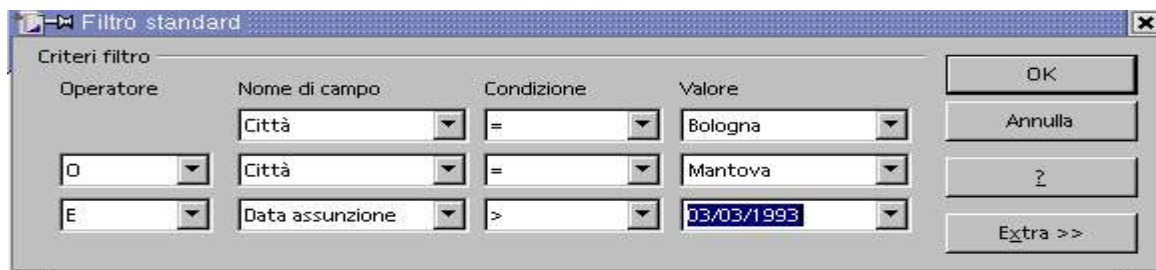 Filtro standard
Criteri filtro
Operatore Nome di campo Condizione Valore
Città = Bologna
O Città = Mantova
E Data assunzione > 03/03/1993
OK
Annulla
?
Extra >>